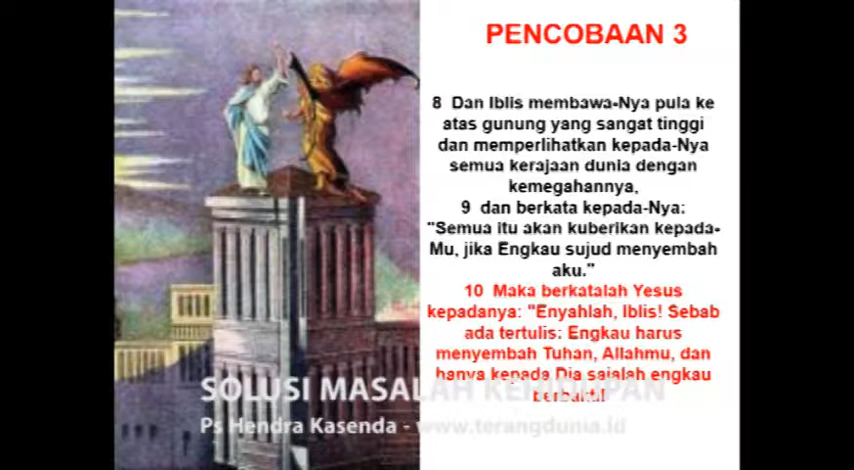 PENCOBAAN 3
8 Dan Iblis membawa-Nya pula ke
atas gunung yang sangat tinggi
dan memperlihatkan kepada-Nya
semua kerajaan dunia dengan
kemegahannya,
9 dan berkata kepada-Nya:
"Semua itu akan kuberikan kepada-
Mu, jika Engkau sujud menyembah
aku."
10 Maka berkatalah Yesus
kepadanya: "Enyahlah, Iblis! Sebab
ada tertulis: Engkau harus
menyembah Tuhan, Allahmu, dan
hanya kepada Dia sajalah engkau
berbakti!
SOLUSI MASALAH KEHIDUPAN
Ps Hendra Kasenda - www.terangdunia.id